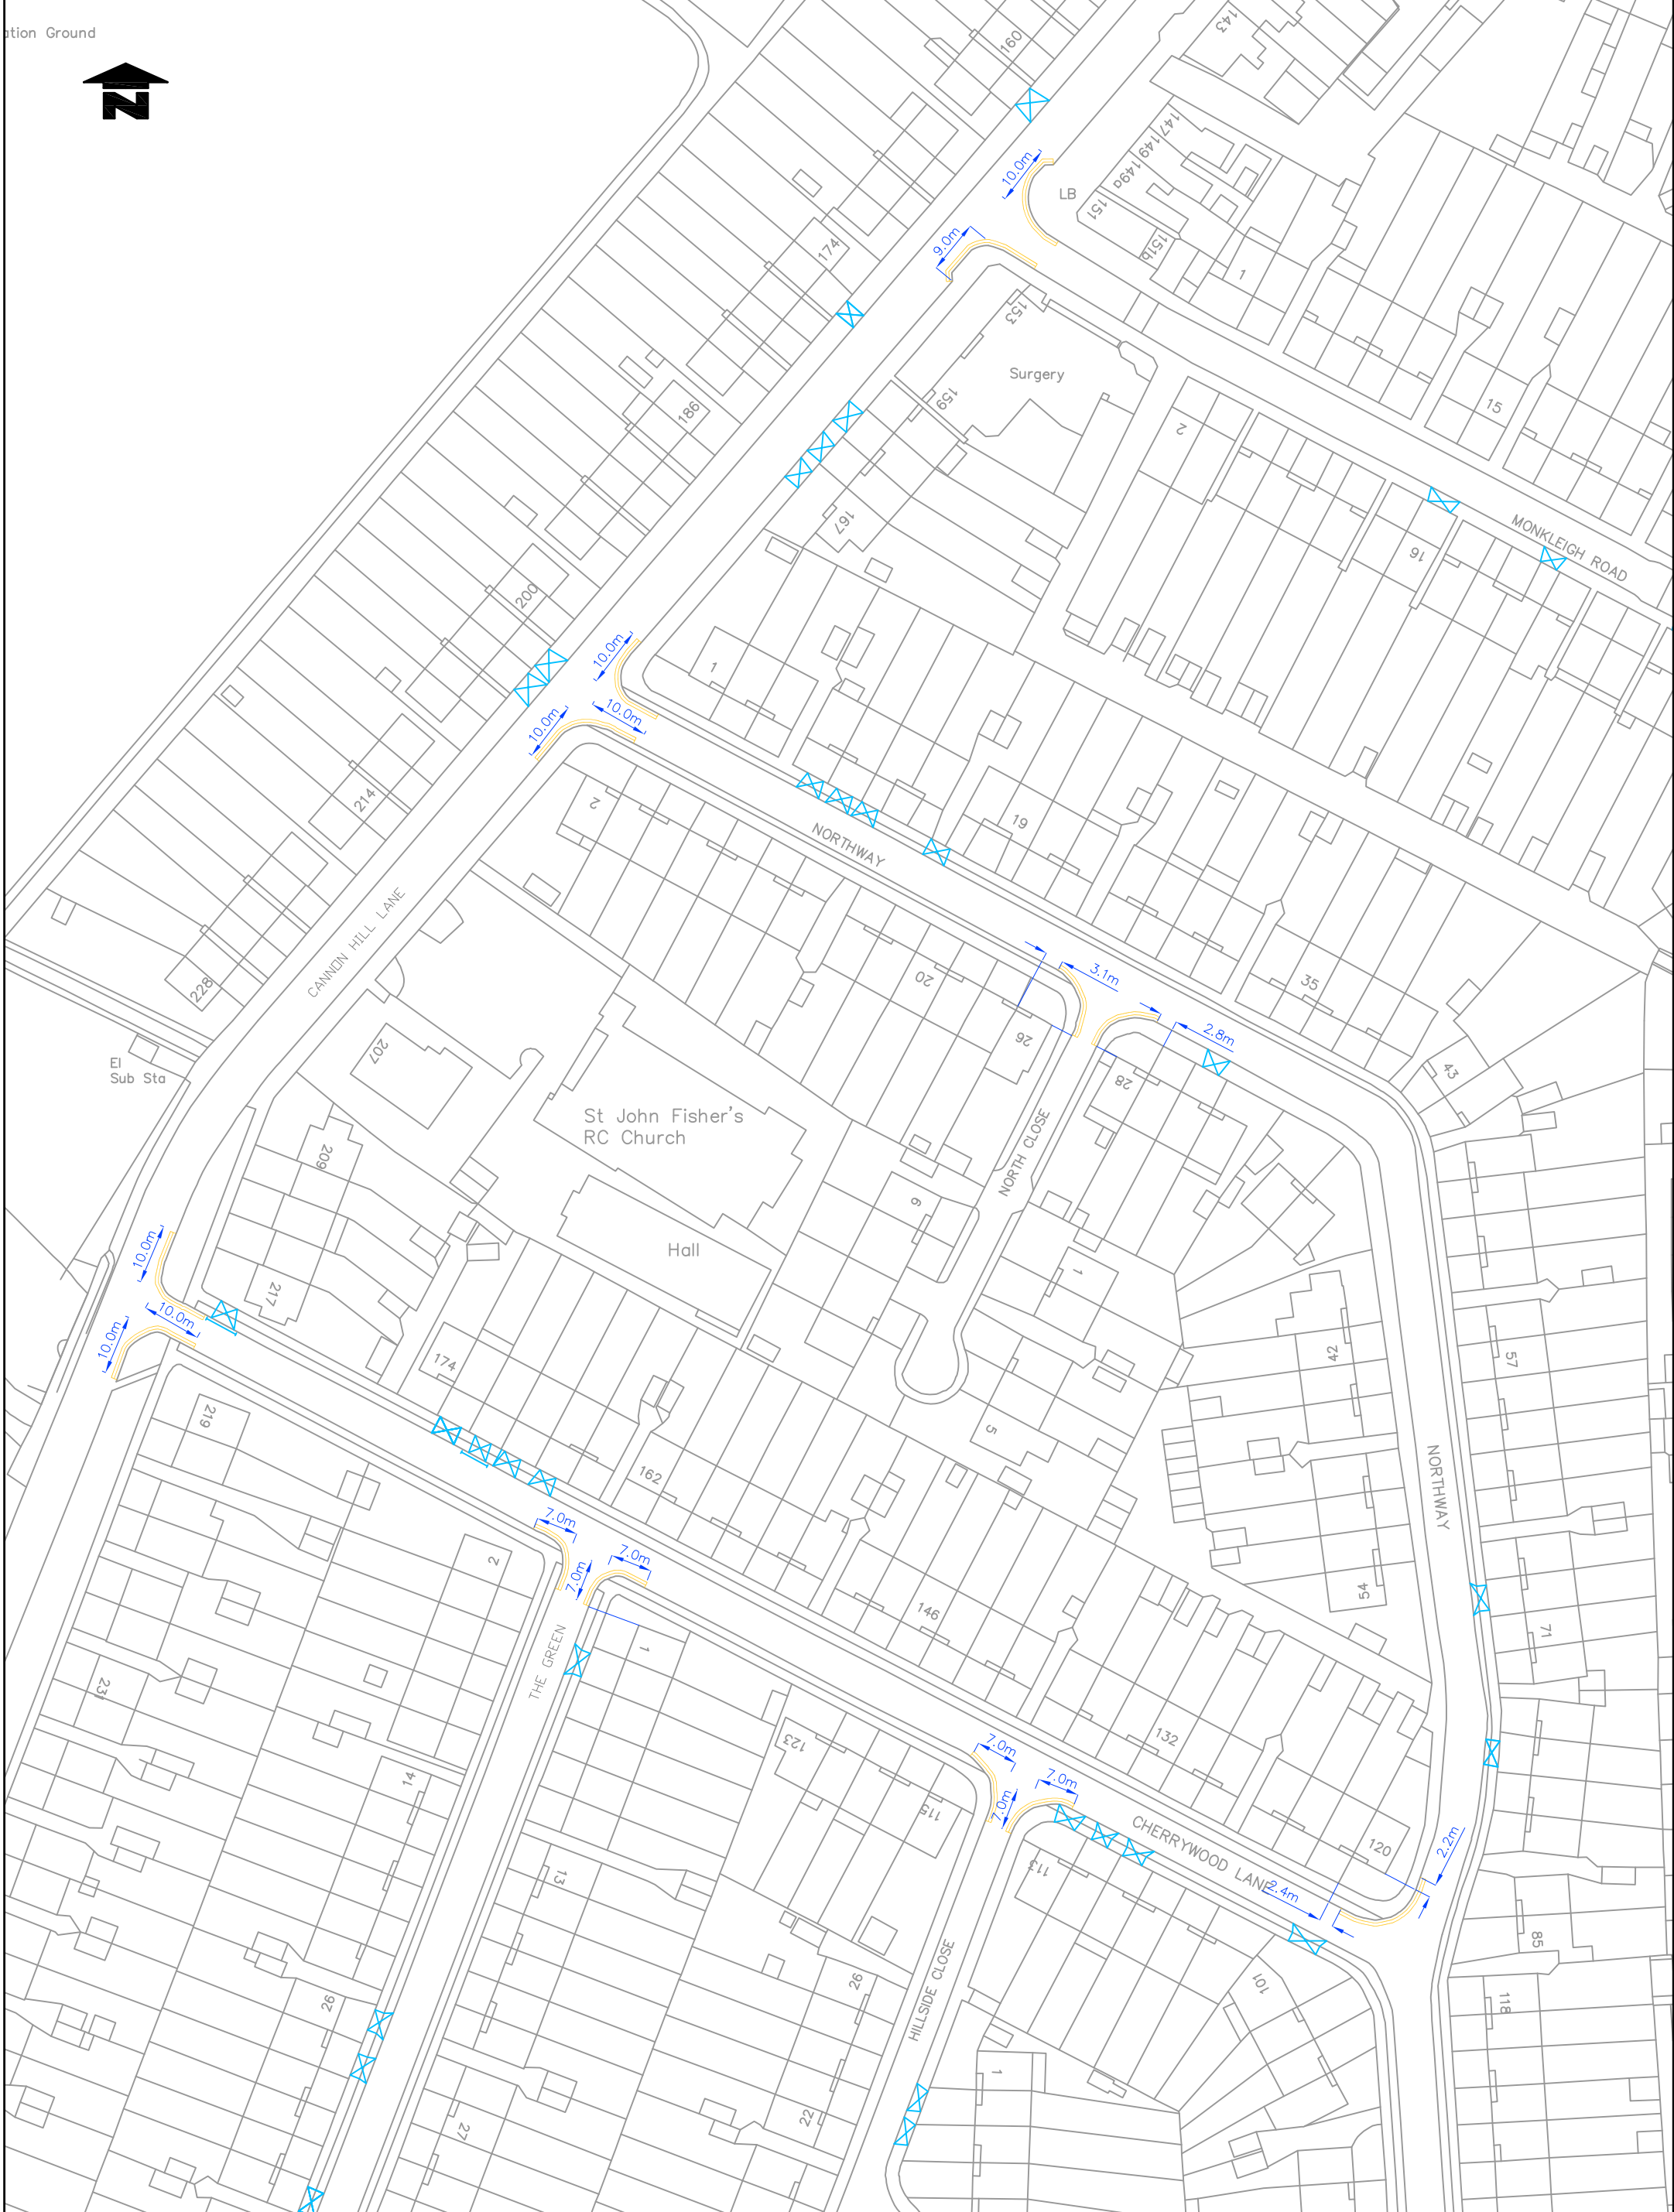 ation Ground
N
160
143
147
149
149a
151
151b
LB
10.0m
9.0m
174
1
153
Surgery
159
15
186
2
167
16
MONKLEIGH ROAD
200
10.0m
1
10.0m
10.0m
214
2
NORTHWAY
19
CANNON HILL LANE
228
20
3.1m
35
26
2.8m
207
El
Sub Sta
43
28
St John Fisher's
RC Church
NORTH CLOSE
209
6
10.0m
Hall
217
1
10.0m
10.0m
42
57
174
219
5
162
NORTHWAY
7.0m
2
7.0m
7.0m
146
54
THE GREEN
1
71
231
123
132
7.0m
14
7.0m
7.0m
115
CHERRYWOOD LANE
120
2.2m
113
13
2.4m
85
26
HILLSIDE CLOSE
26
101
118
1
22
27